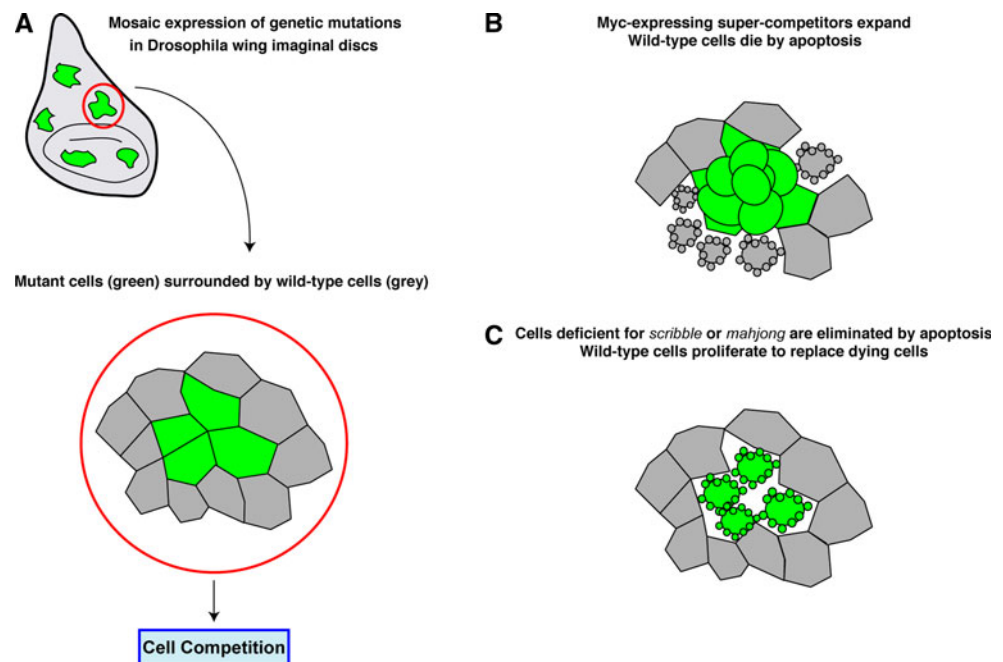 A
Mosaic expression of genetic mutations
in Drosophila wing imaginal discs
Mutant cells (green) surrounded by wild-type cells (grey)
Cell Competition
B
Myc-expressing super-competitors expand
Wild-type cells die by apoptosis
C
Cells deficient for scribble or mahjong are eliminated by apoptosis
Wild-type cells proliferate to replace dying cells